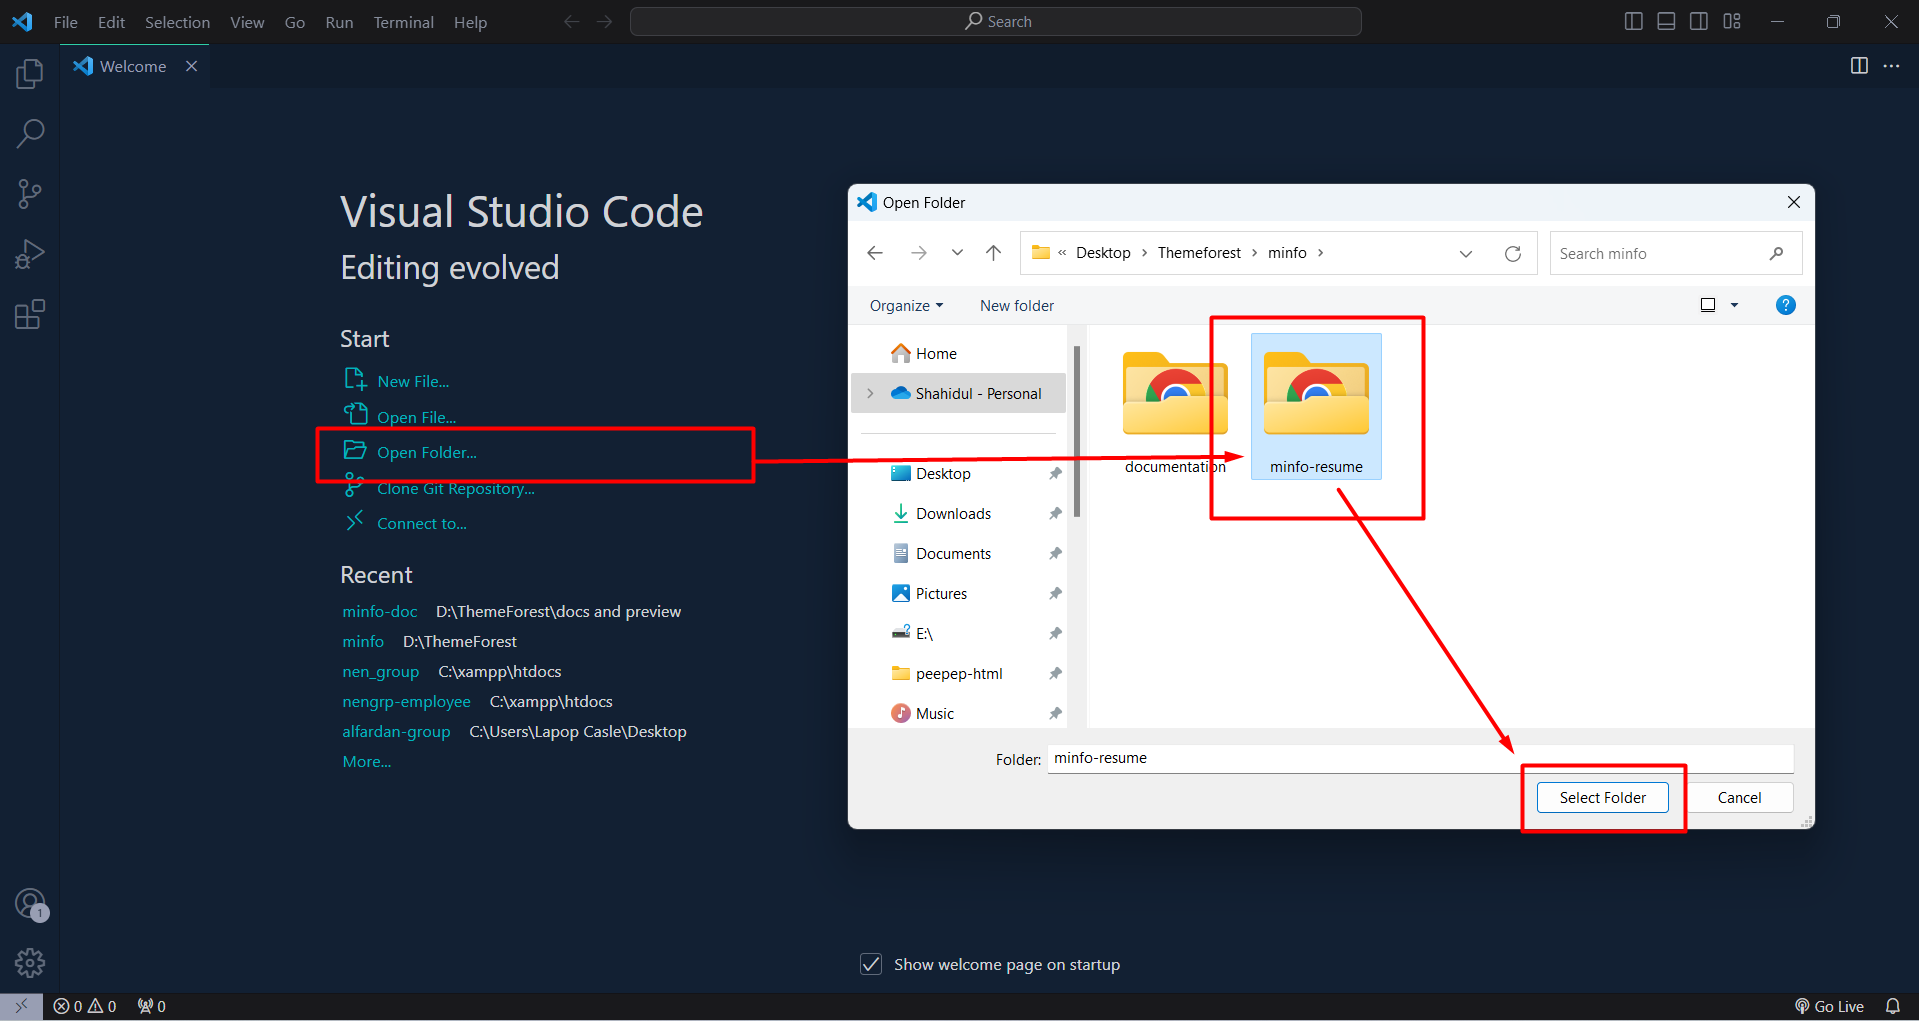 File Edit Selection View Go Run Terminal Help Search
Welcome
Visual Studio Code
Editing evolved
Start
New File...
Open File...
Open Folder...
Clone Git Repository...
Connect to...
Recent
minfo-doc D:\ThemeForest\docs and preview
minfo D:\ThemeForest
nen_group C:\xampp\htdocs
nengrp-employee C:\xampp\htdocs
alfardan-group C:\Users\Lapop Casle\Desktop
More...
Open Folder
« Desktop > Themeforest > minfo >
Search minfo
Organize New folder
?
Home
Shahidul - Personal
Desktop
Downloads
Documents
Pictures
E:\
peepep-html
Music
documentation
minfo-resume
Folder: minfo-resume
Select Folder Cancel
Show welcome page on startup
1
0 0 0
Go Live